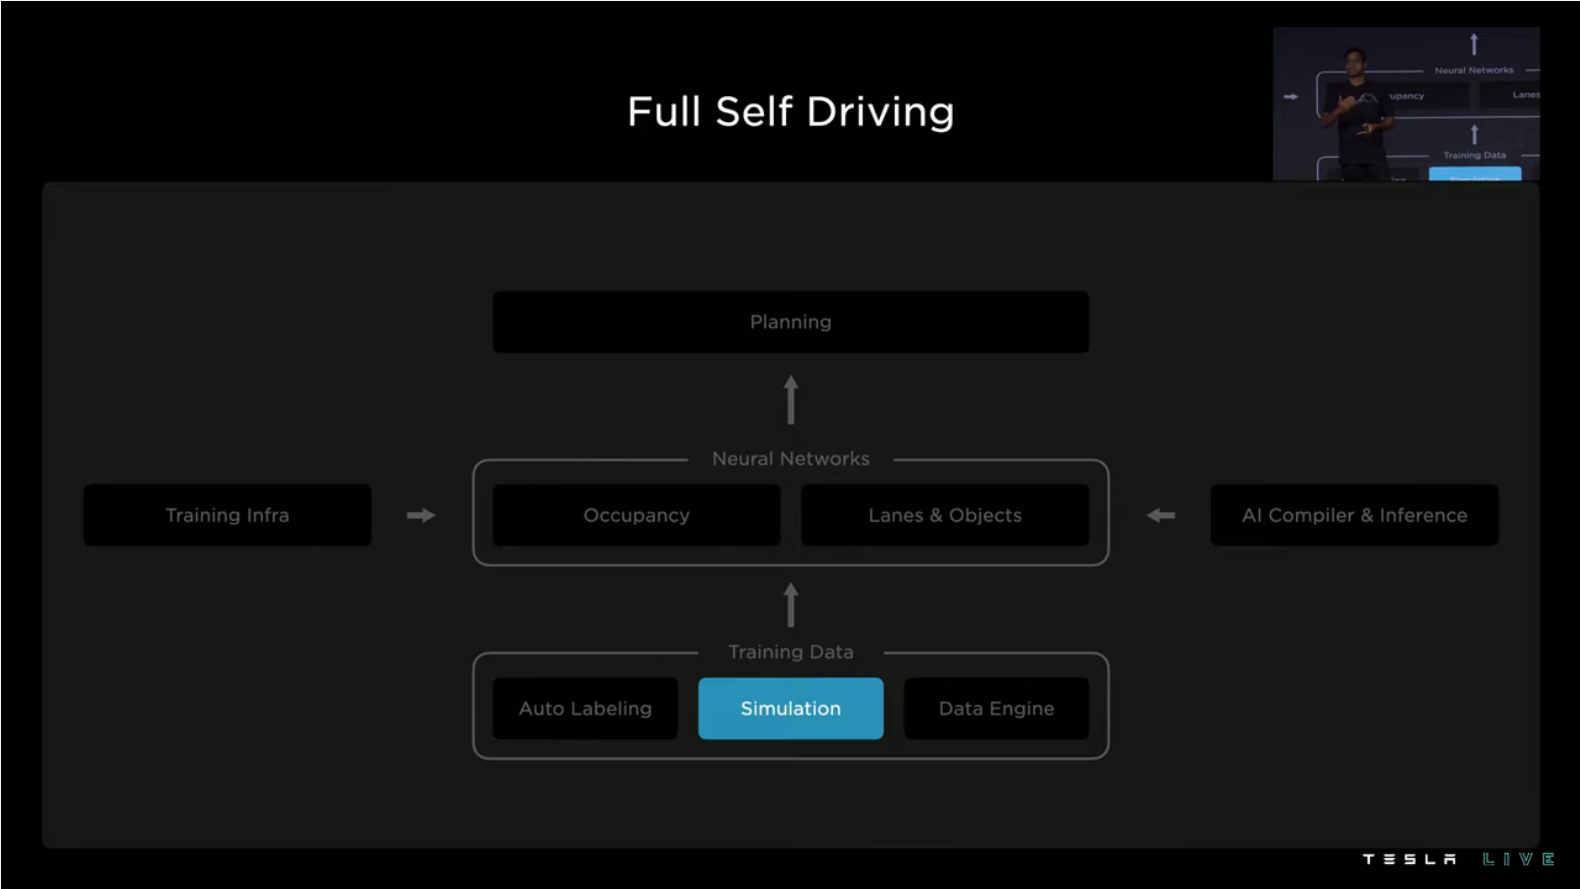 Full Self Driving
Neural Networks
upancy
Lanes
Training Data
Planning
Neural Networks
Training Infra
Occupancy
Lanes & Objects
AI Compiler & Inference
Training Data
Auto Labeling
Simulation
Data Engine
TESLA LIVE